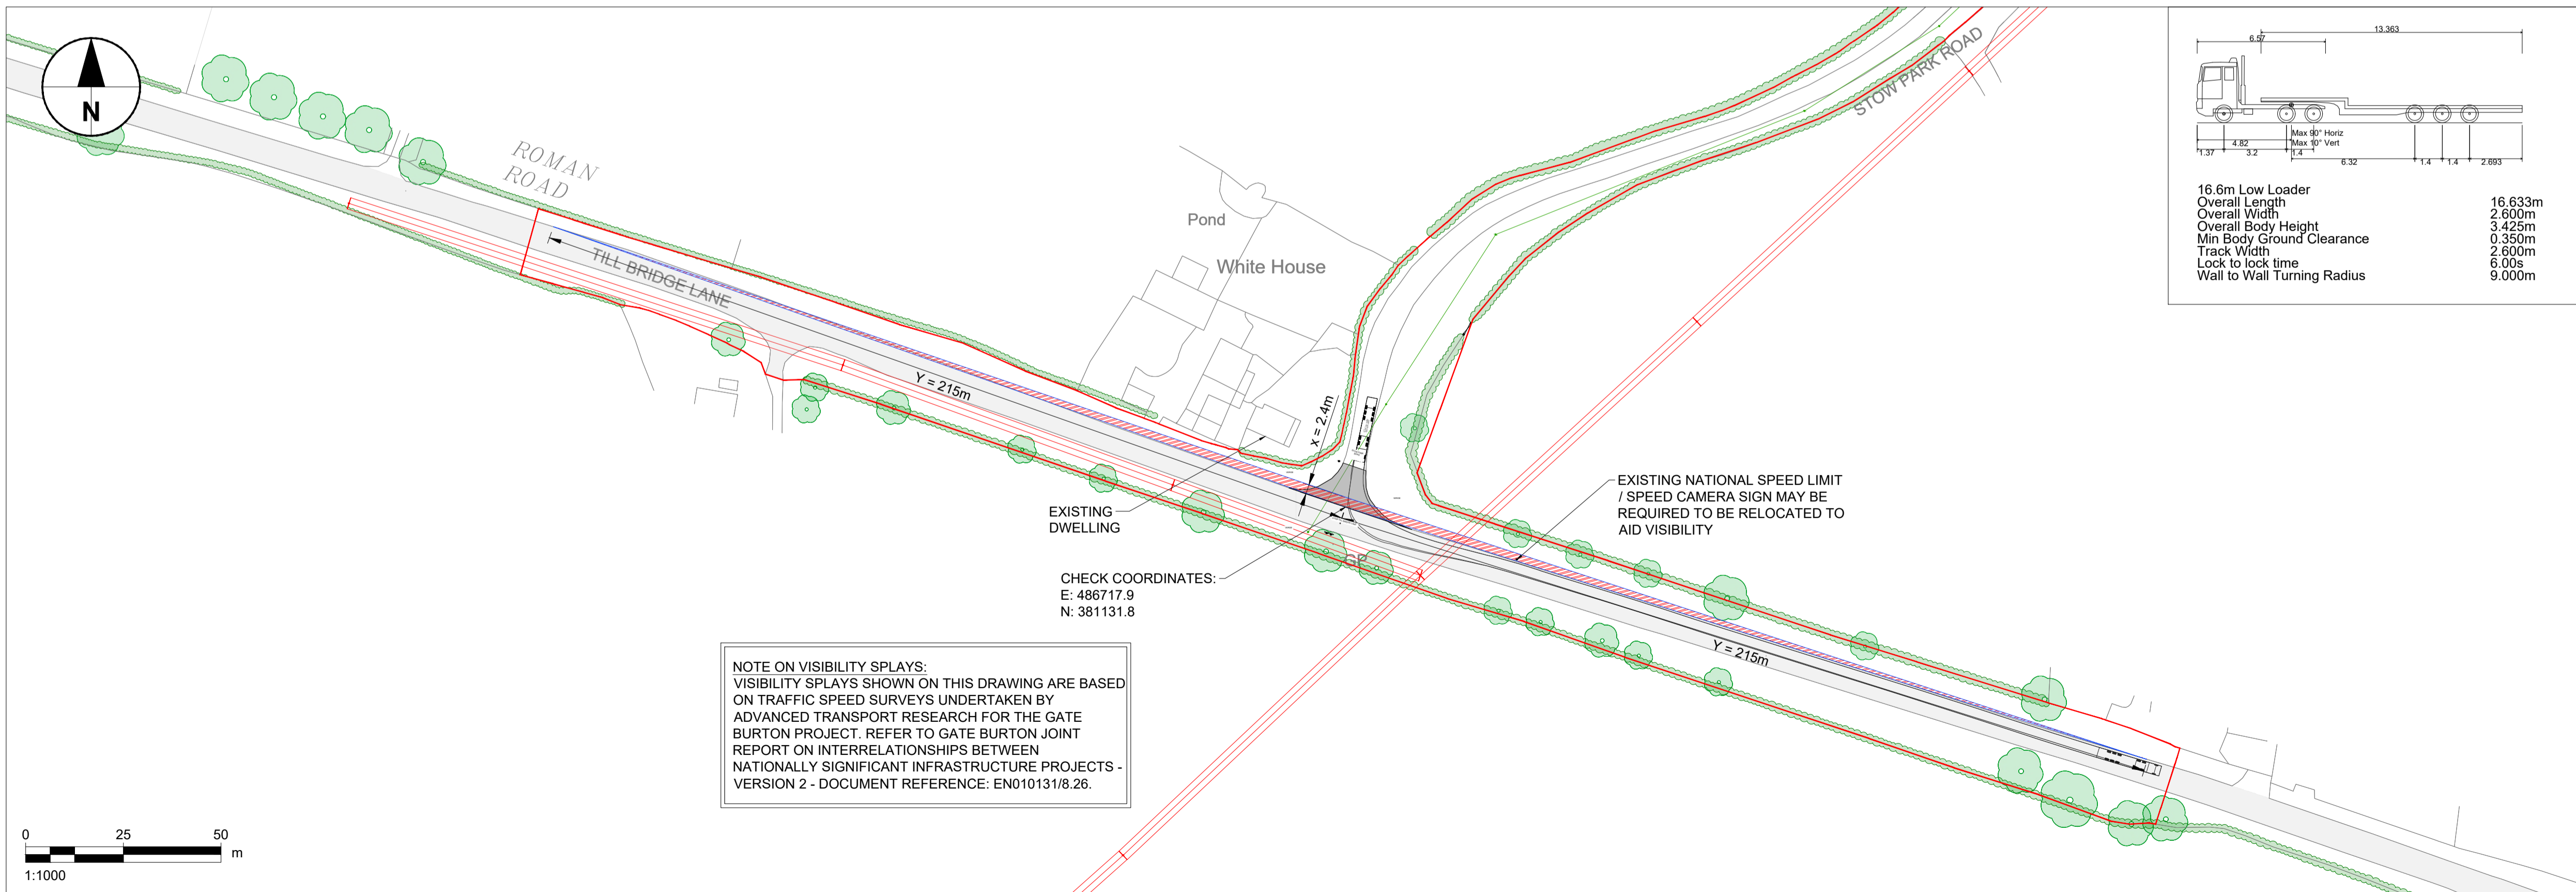 N
ROMAN
ROAD
TILL BRIDGE LANE
Pond
White House
STOW PARK ROAD
Y = 215m
x = 2.4m
EXISTING
DWELLING
CHECK COORDINATES:
E: 486717.9
N: 381131.8
GP
EXISTING NATIONAL SPEED LIMIT
/ SPEED CAMERA SIGN MAY BE
REQUIRED TO BE RELOCATED TO
AID VISIBILITY
Y = 215m
NOTE ON VISIBILITY SPLAYS:
VISIBILITY SPLAYS SHOWN ON THIS DRAWING ARE BASED
ON TRAFFIC SPEED SURVEYS UNDERTAKEN BY
ADVANCED TRANSPORT RESEARCH FOR THE GATE
BURTON PROJECT. REFER TO GATE BURTON JOINT
REPORT ON INTERRELATIONSHIPS BETWEEN
NATIONALLY SIGNIFICANT INFRASTRUCTURE PROJECTS -
VERSION 2 - DOCUMENT REFERENCE: EN010131/8.26.
0 25 50
m
1:1000
13.363
6.57
Max 90° Horiz
4.82 Max 10° Vert
1.37 3.2 1.4
6.32 1.4 1.4 2.693
16.6m Low Loader
Overall Length 16.633m
Overall Width 2.600m
Overall Body Height 3.425m
Min Body Ground Clearance 0.350m
Track Width 2.600m
Lock to lock time 6.00s
Wall to Wall Turning Radius 9.000m